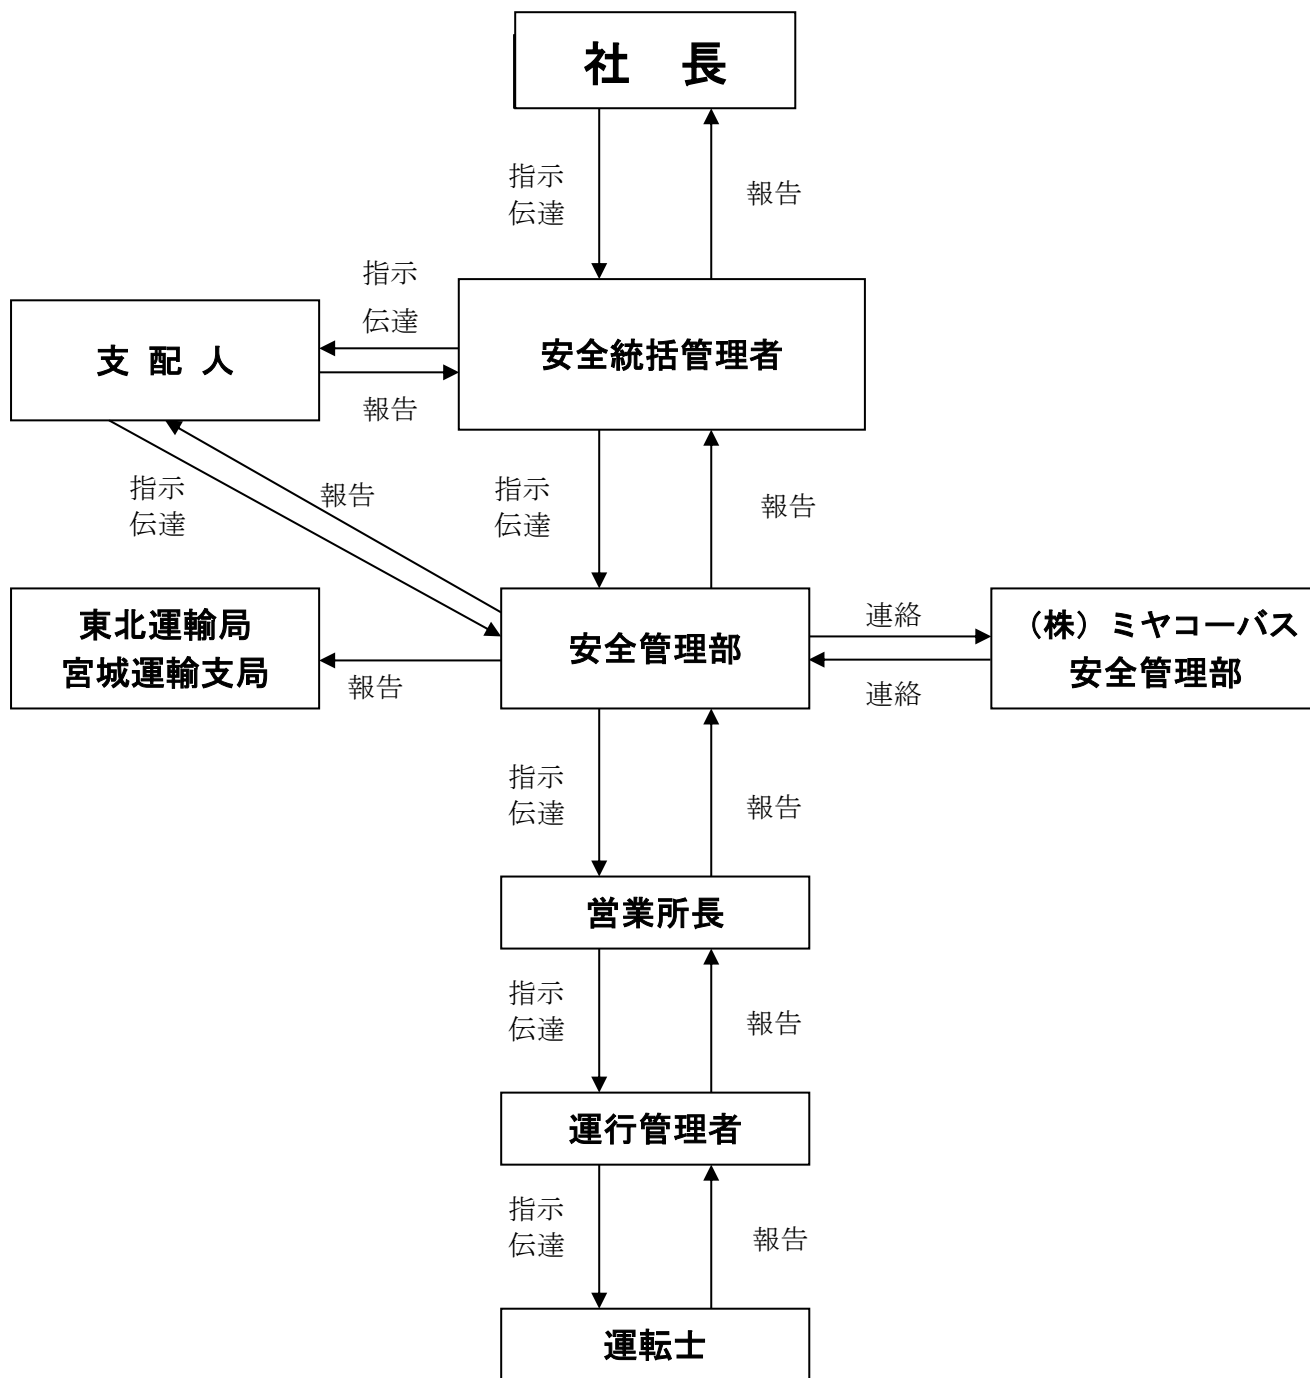 社　長
指示
伝達
報告
指示
伝達
支 配 人
安全統括管理者
報告
指示
伝達
報告
指示
伝達
報告
東北運輸局
宮城運輸支局
報告
安全管理部
連絡
連絡
（株）ミヤコーバス
安全管理部
指示
伝達
報告
営業所長
指示
伝達
報告
運行管理者
指示
伝達
報告
運転士